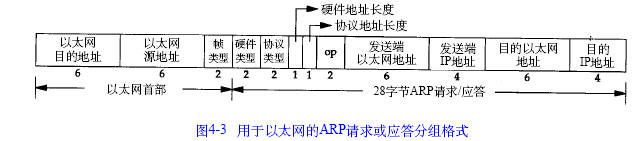 硬件地址长度
协议地址长度
以太网
目的地址
以太网
源地址
帧
类型
硬件
类型
协议
类型
op
发送端
以太网地址
发送端
IP地址
目的以太网
地址
目的
IP地址
6 6 2 2 2 1 1 2 6 4 6 4
以太网首部
28字节ARP请求/应答
图4-3 用于以太网的ARP请求或应答分组格式